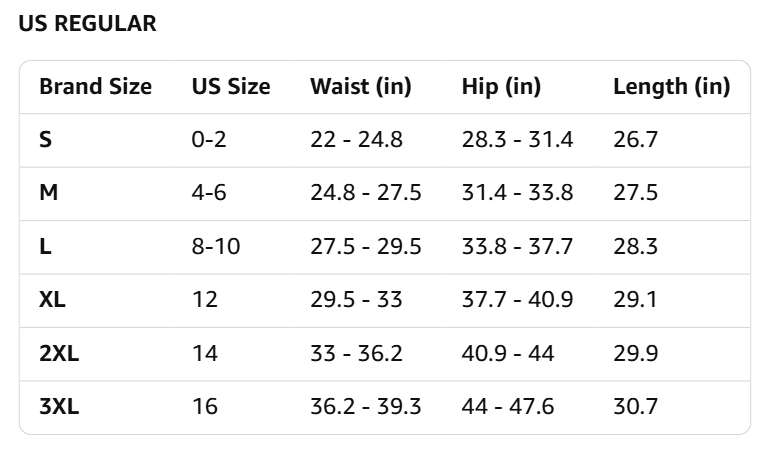 US REGULAR
Brand Size US Size Waist (in) Hip (in) Length (in)
S 0-2 22 - 24.8 28.3 - 31.4 26.7
M 4-6 24.8 - 27.5 31.4 - 33.8 27.5
L 8-10 27.5 - 29.5 33.8 - 37.7 28.3
XL 12 29.5 - 33 37.7 - 40.9 29.1
2XL 14 33 - 36.2 40.9 - 44 29.9
3XL 16 36.2 - 39.3 44 - 47.6 30.7